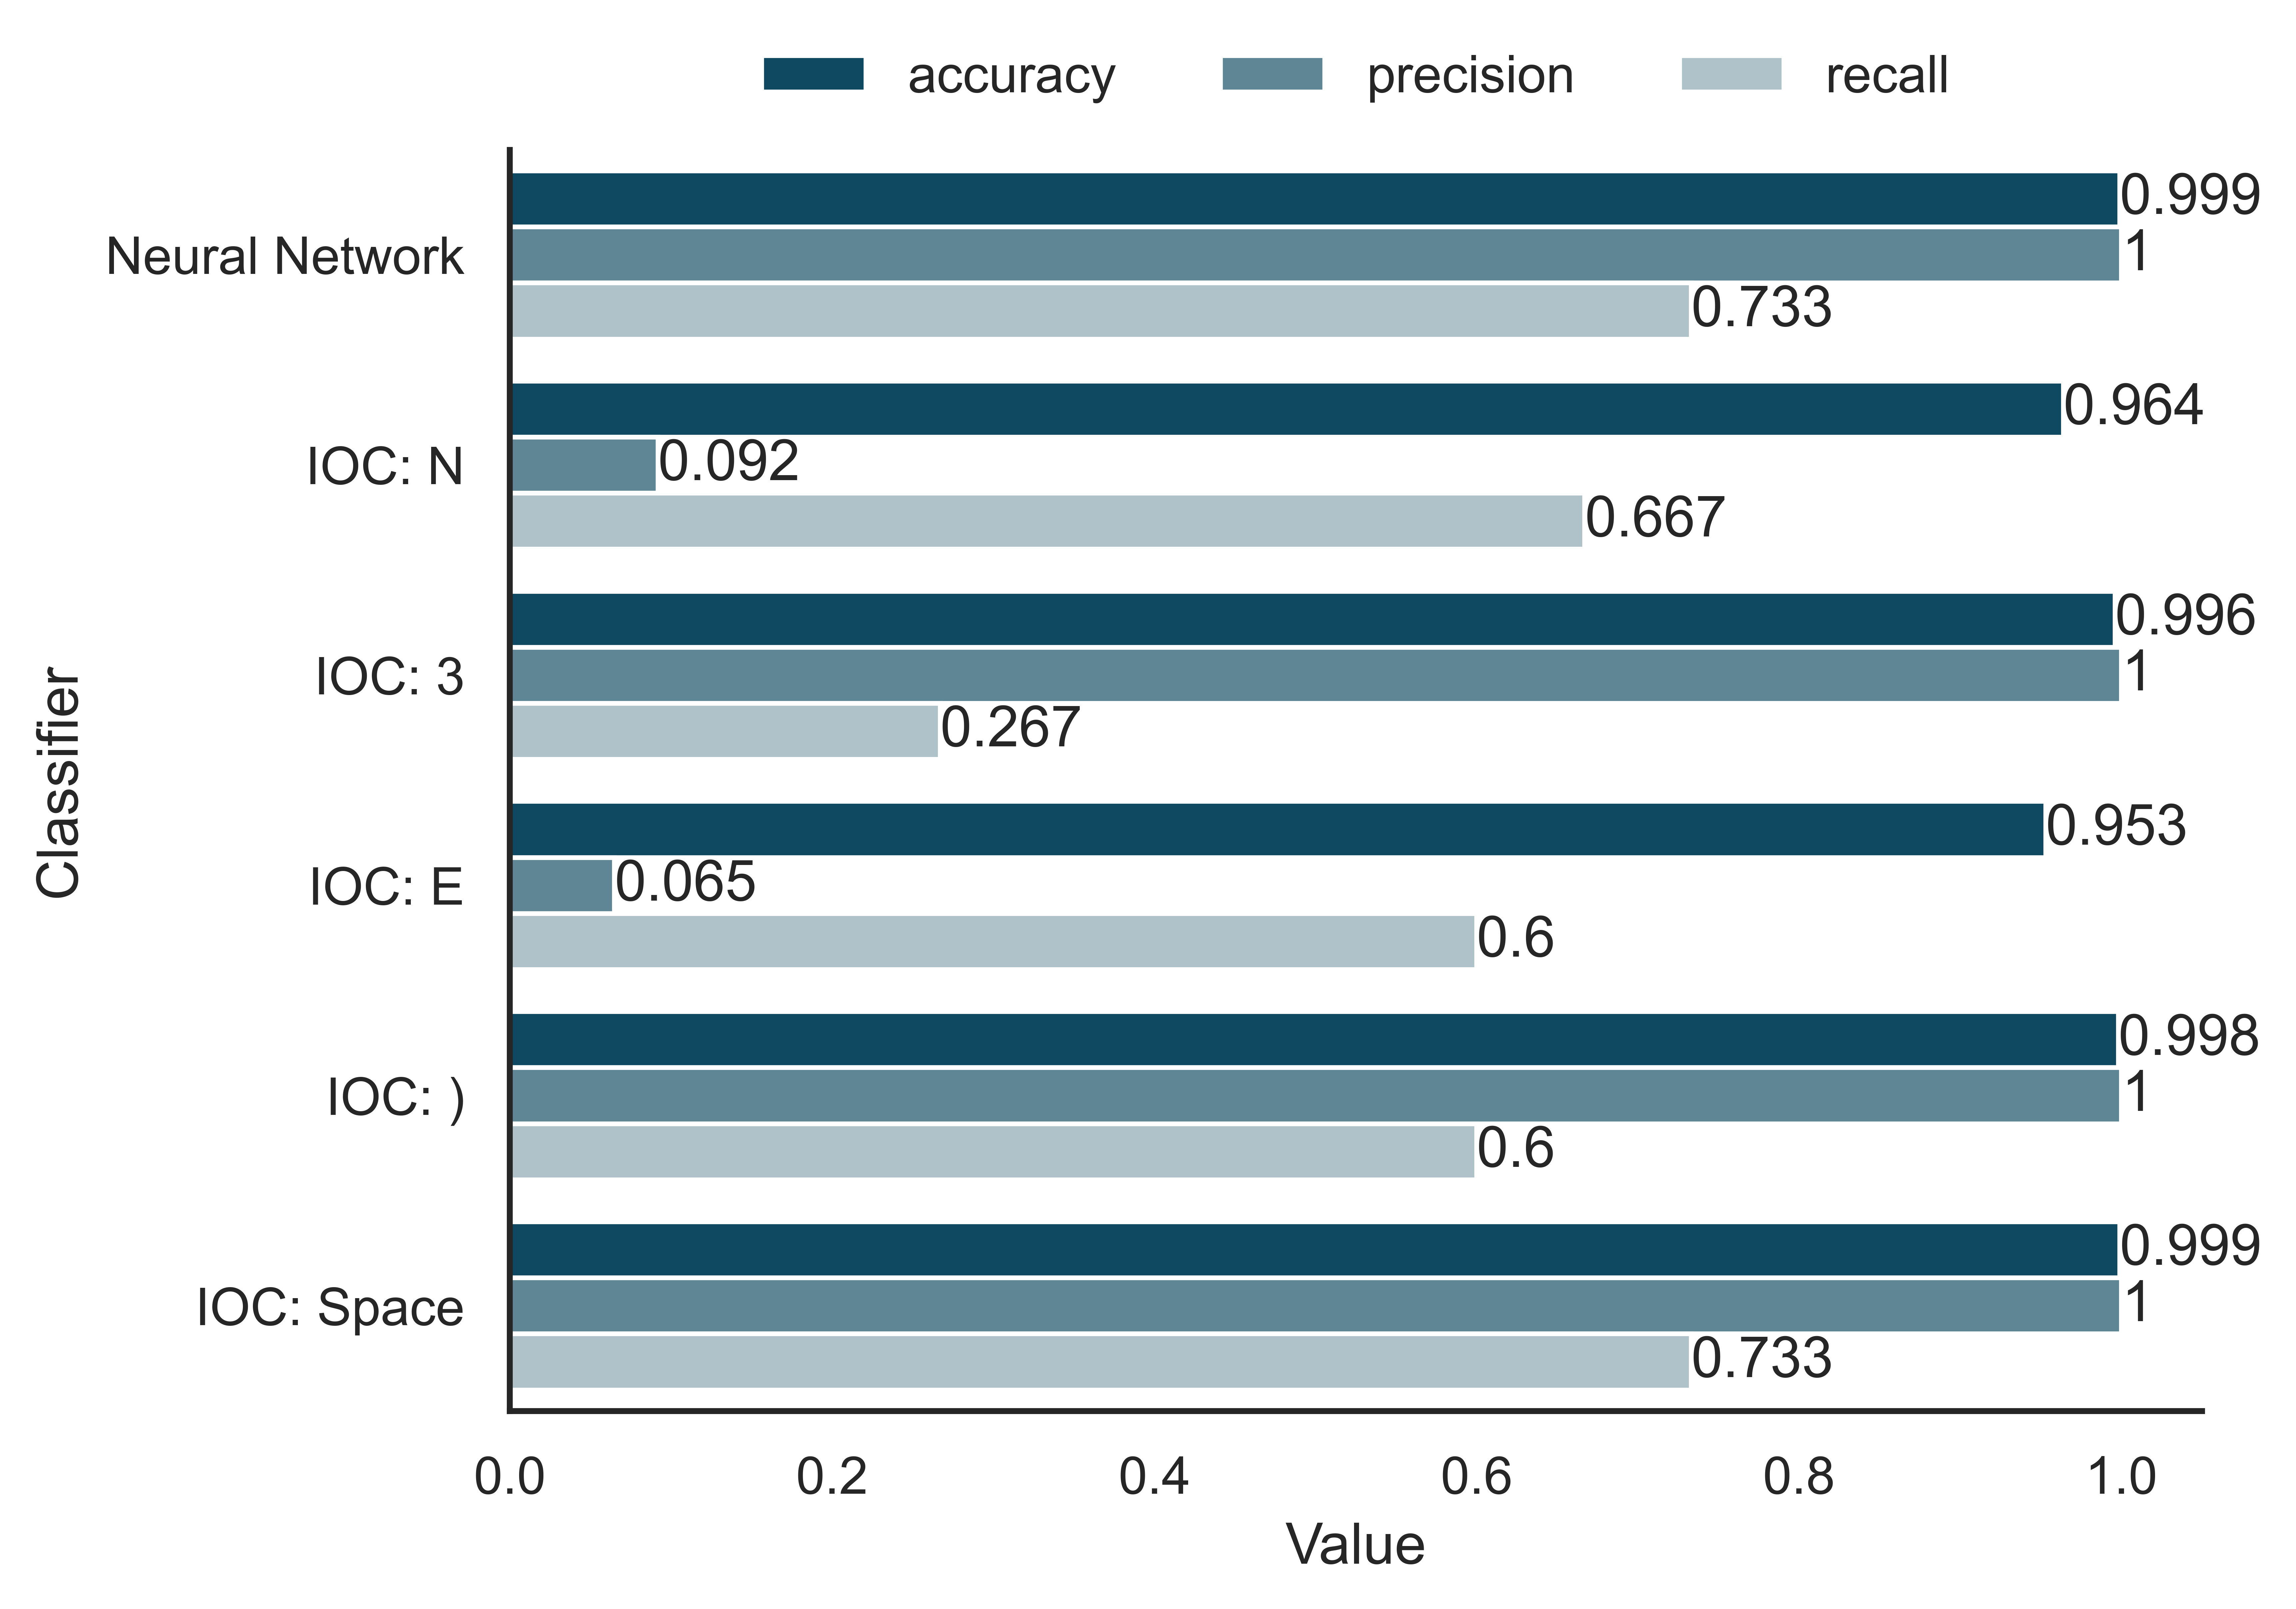 accuracy precision recall
Neural Network
0.999
1
0.733
IOC: N
0.964
0.092
0.667
IOC: 3
0.996
1
0.267
IOC: E
0.953
0.065
0.6
IOC: )
0.998
1
0.6
IOC: Space
0.999
1
0.733
Classifier
0.0 0.2 0.4 0.6 0.8 1.0
Value